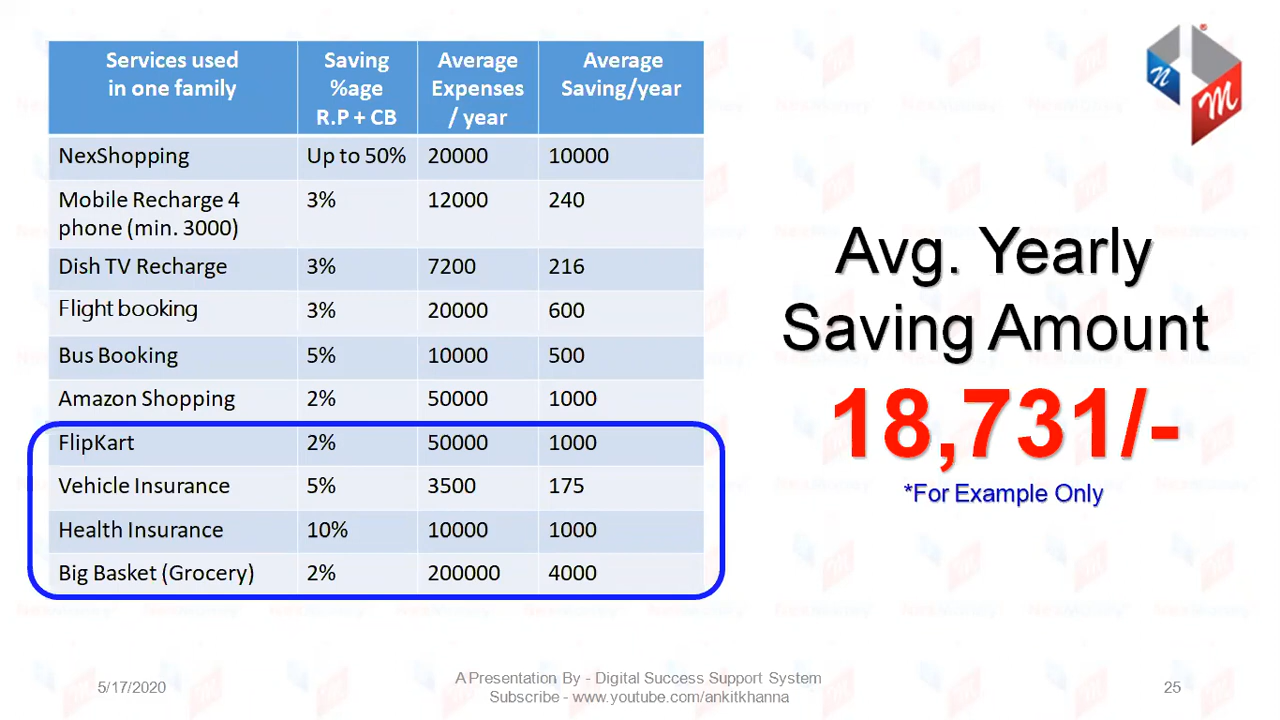 Services used
in one family
Saving
%age
R.P + CB
Average
Expenses
/ year
Average
Saving/year
NexShopping Up to 50% 20000 10000
Mobile Recharge 4
phone (min. 3000) 3% 12000 240
Dish TV Recharge 3% 7200 216
Flight booking 3% 20000 600
Bus Booking 5% 10000 500
Amazon Shopping 2% 50000 1000
FlipKart 2% 50000 1000
Vehicle Insurance 5% 3500 175
Health Insurance 10% 10000 1000
Big Basket (Grocery) 2% 200000 4000
n m
Avg. Yearly
Saving Amount
18,731/-
*For Example Only
5/17/2020
A Presentation By - Digital Success Support System
Subscribe - www.youtube.com/ankitkhanna
25